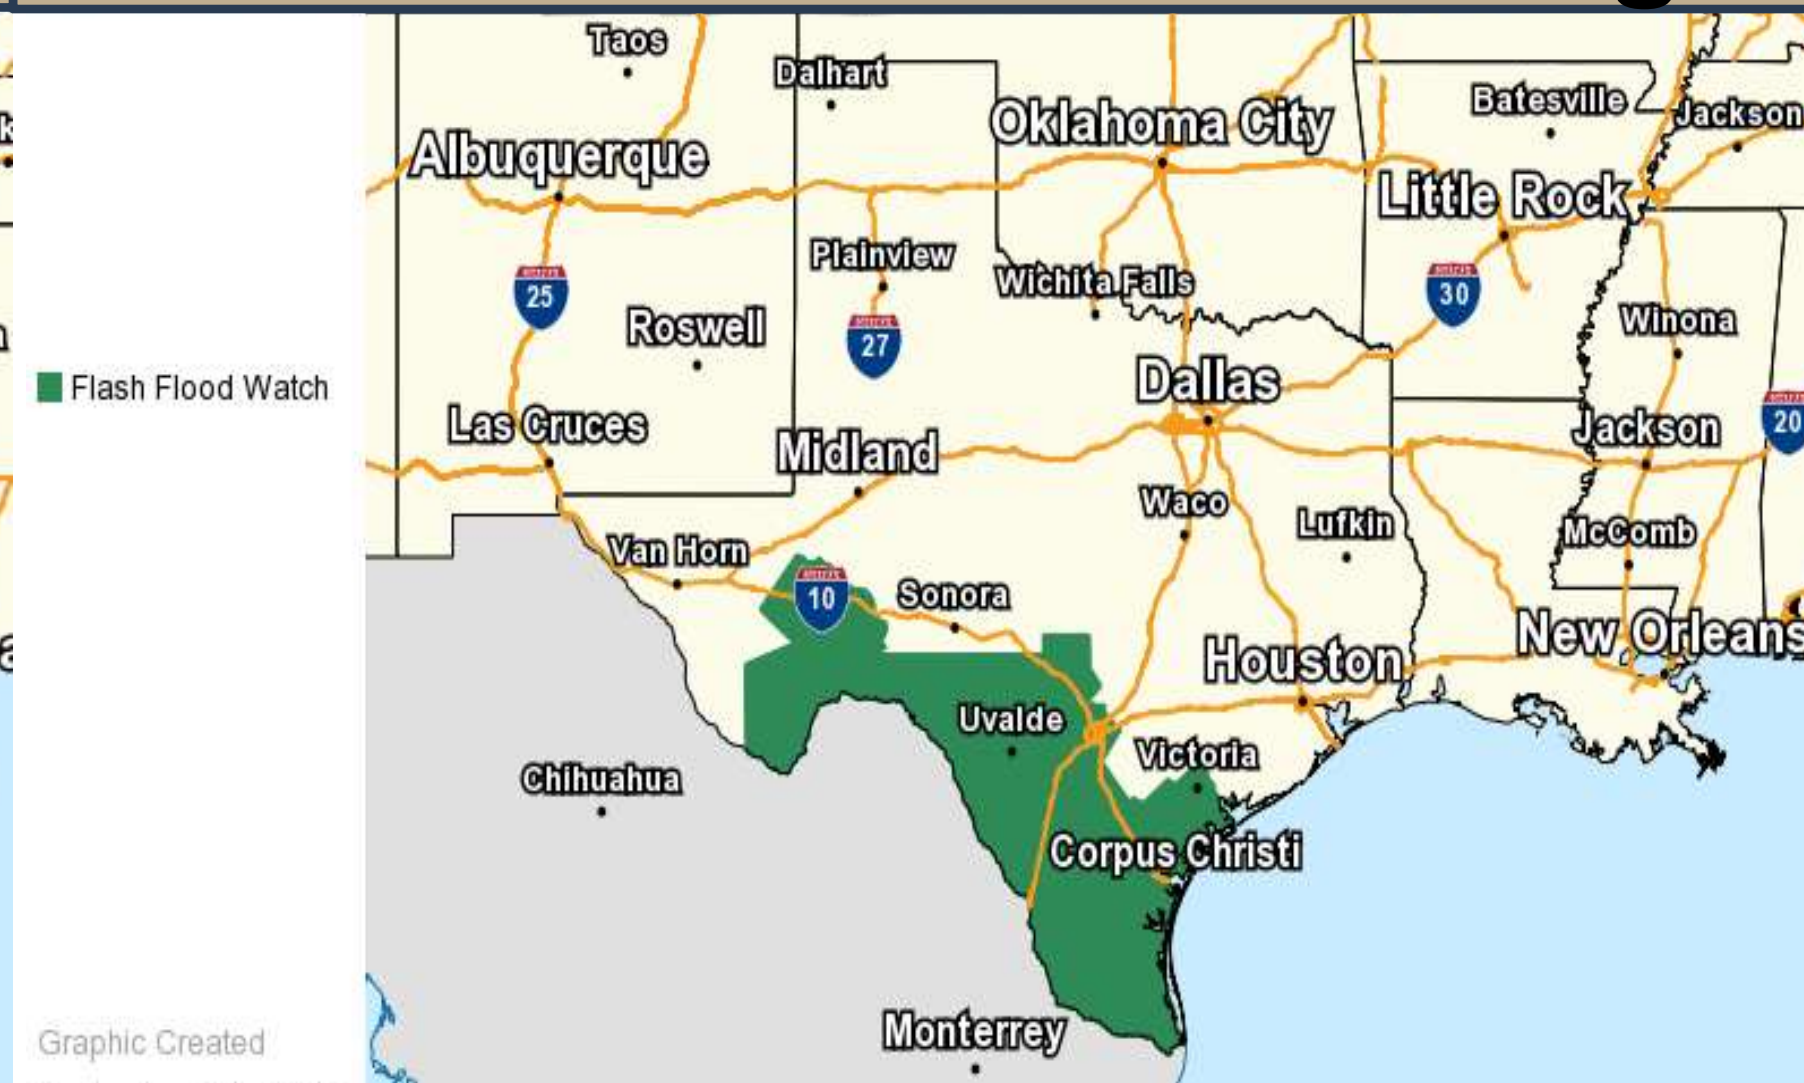 Taos
Dalhart
Batesville
Jackson
Oklahoma City
Albuquerque
Little Rock
Plainview
Wichita Falls
25
30
Roswell
27
Winona
Flash Flood Watch
Dallas
Las Cruces
Jackson
20
Midland
Waco
Lufkin
McComb
Van Horn
10
Sonora
New Orleans
Houston
Uvalde
Victoria
Chihuahua
Corpus Christi
Monterrey
Graphic Created